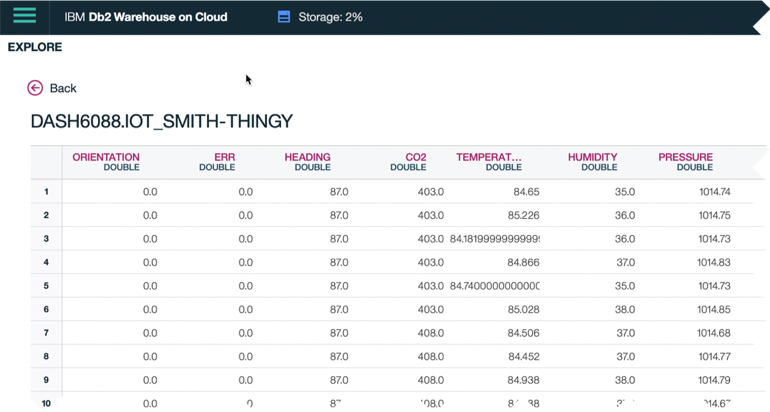 IBM Db2 Warehouse on Cloud Storage: 2%
EXPLORE
Back
DASH6088.IOT_SMITH-THINGY
ORIENTATION ERR HEADING CO2 TEMPERAT... HUMIDITY PRESSURE
DOUBLE DOUBLE DOUBLE DOUBLE DOUBLE DOUBLE DOUBLE
1 0.0 0.0 87.0 403.0 84.65 35.0 1014.74
2 0.0 0.0 87.0 403.0 85.226 36.0 1014.75
3 0.0 0.0 87.0 403.0 84.18199999999999 36.0 1014.73
4 0.0 0.0 87.0 403.0 84.866 37.0 1014.83
5 0.0 0.0 87.0 403.0 84.7400000000000 35.0 1014.73
6 0.0 0.0 87.0 403.0 85.028 38.0 1014.85
7 0.0 0.0 87.0 408.0 84.506 37.0 1014.68
8 0.0 0.0 87.0 408.0 84.452 37.0 1014.77
9 0.0 0.0 87.0 408.0 84.938 38.0 1014.79
10 0.0